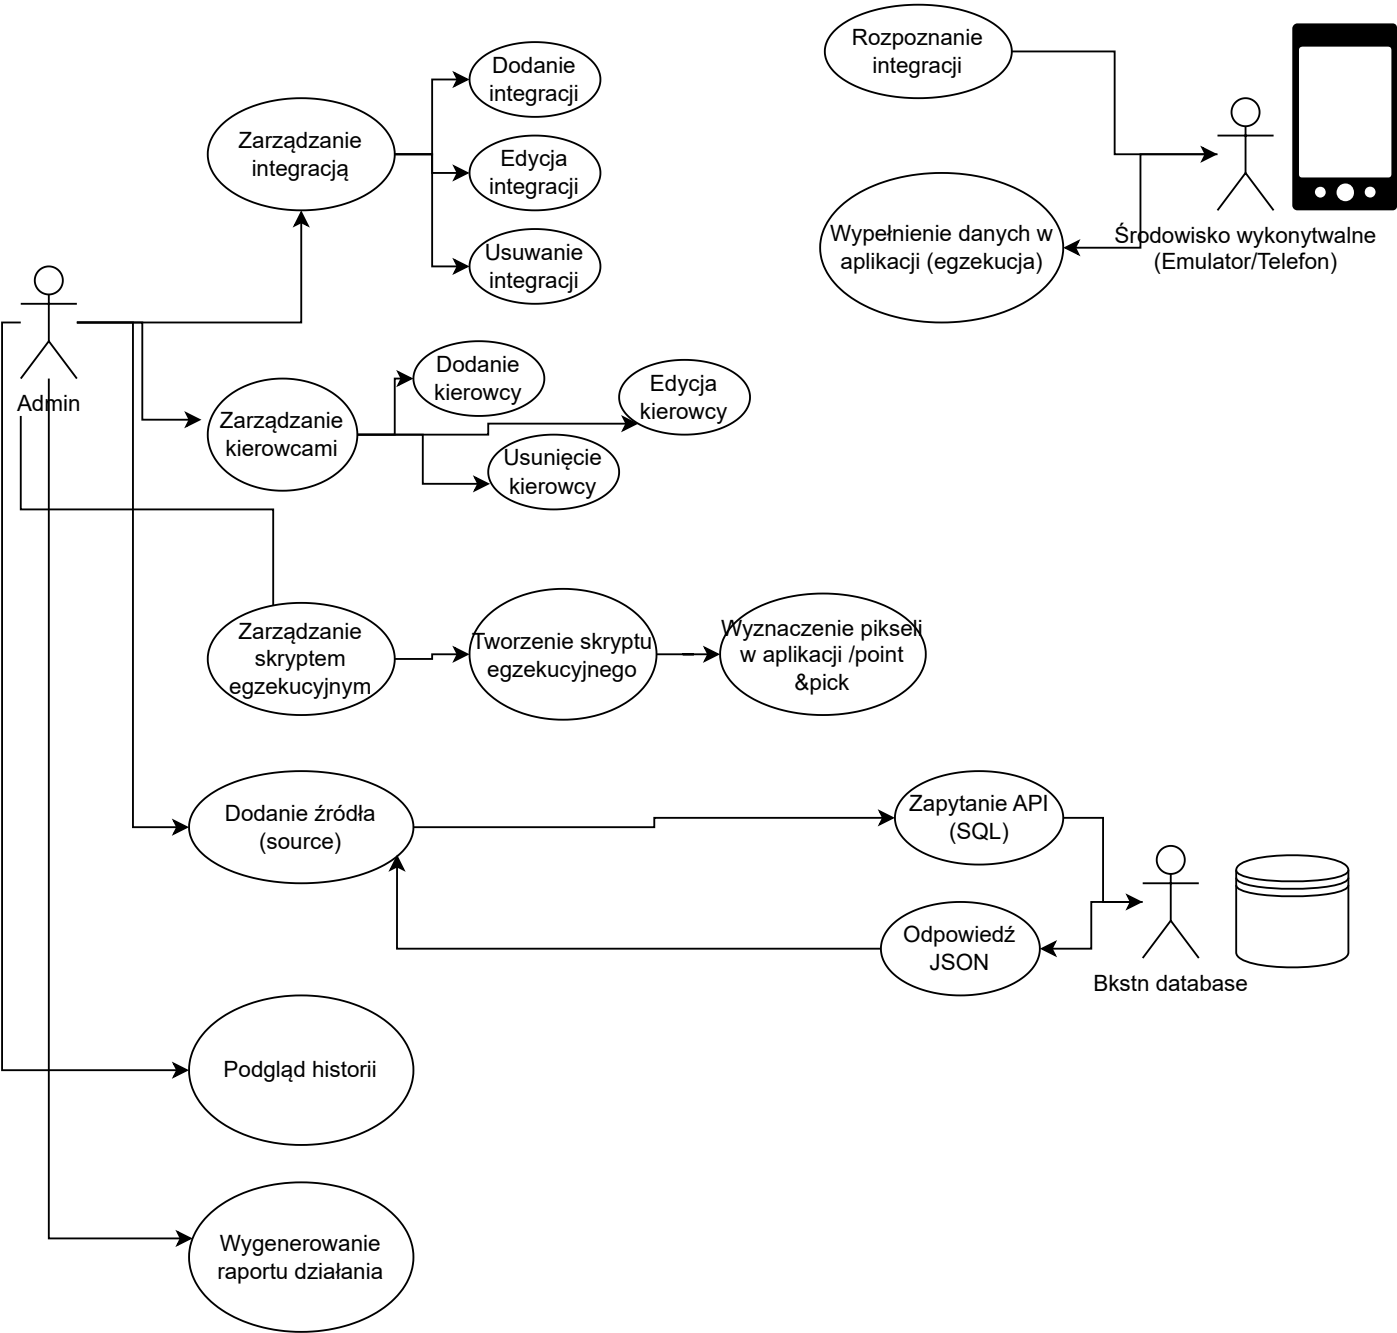 Rozpoznanie
integracji
Dodanie
integracji
Zarządzanie
integracją
Edycja
integracji
Usuwanie
integracji
Wypełnienie danych w
aplikacji (egzekucja)
Środowisko wykonytwalne
(Emulator/Telefon)
Admin
Zarządzanie
kierowcami
Dodanie
kierowcy
Edycja
kierowcy
Usunięcie
kierowcy
Zarządzanie
skryptem
egzekucyjnym
Tworzenie skryptu
egzekucyjnego
Wyznaczenie pikseli
w aplikacji /point
&pick
Dodanie źródła
(source)
Zapytanie API
(SQL)
Odpowiedź
JSON
Bkstn database
Podgląd historii
Wygenerowanie
raportu działania